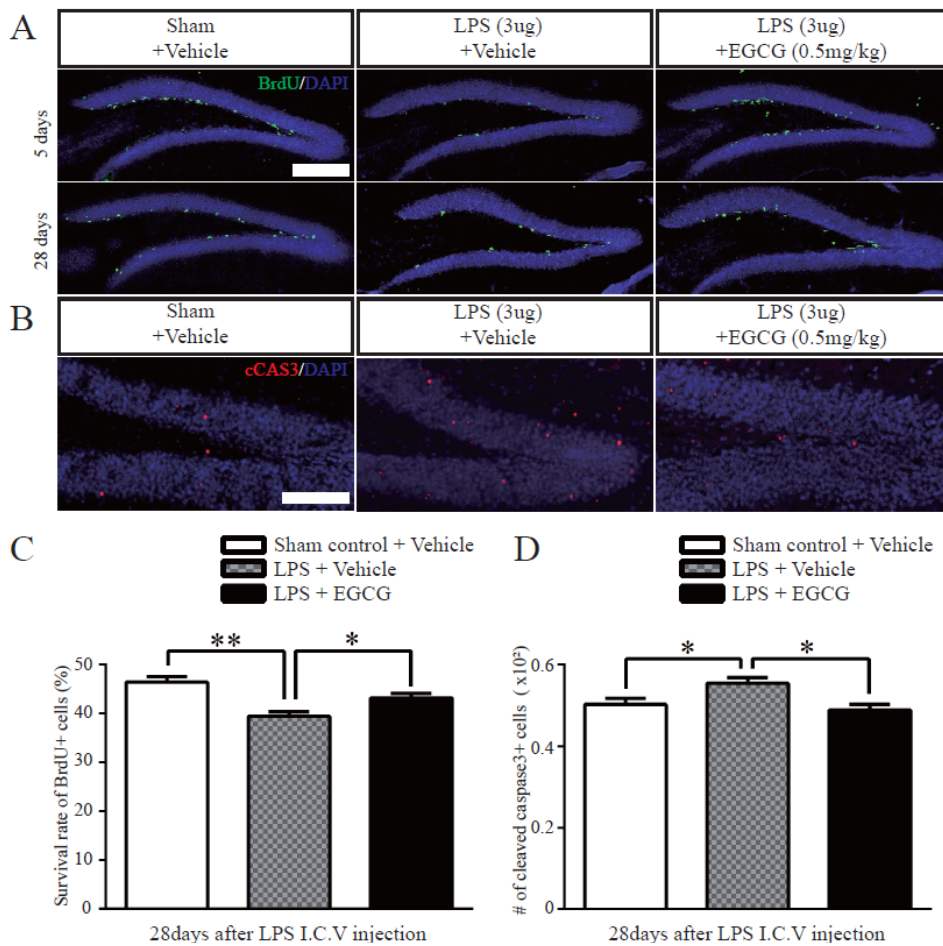 A
Sham
+Vehicle
LPS (3ug)
+Vehicle
LPS (3ug)
+EGCG (0.5mg/kg)
BrdU/DAPI
5 days
28 days
B
Sham
+Vehicle
LPS (3ug)
+Vehicle
LPS (3ug)
+EGCG (0.5mg/kg)
cCAS3/DAPI
C
Sham control + Vehicle
LPS + Vehicle
LPS + EGCG
**
*
Survival rate of BrdU+ cells (%)
50
40
30
20
10
0
28days after LPS I.C.V injection
D
Sham control + Vehicle
LPS + Vehicle
LPS + EGCG
*
*
# of cleaved caspase3+ cells ( x10²)
0.6
0.4
0.2
0
28days after LPS I.C.V injection